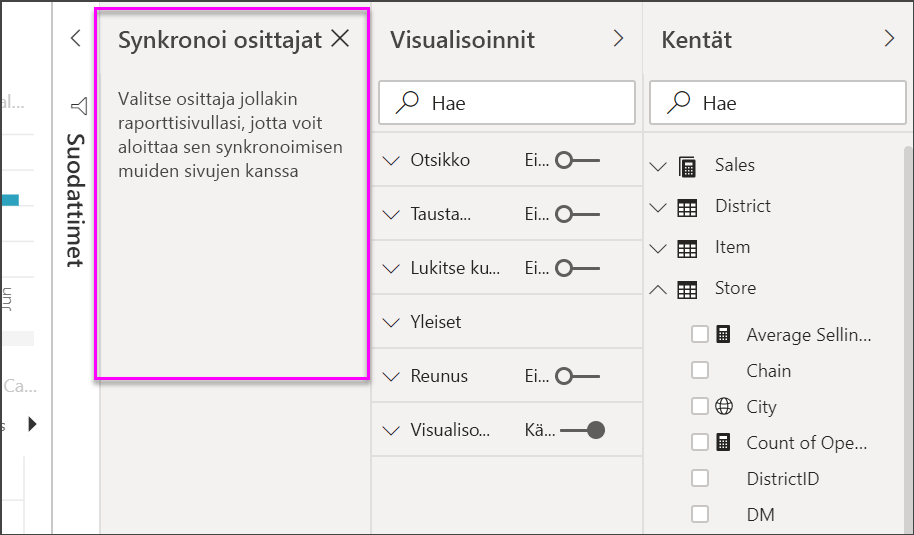 al...
Jun
Ca...
s
Suodattimet
Synkronoi osittajat
Valitse osittaja jollakin
raporttisivullasi, jotta voit
aloittaa sen synkronoimisen
muiden sivujen kanssa
Visualisoinnit
Hae
Otsikko Ei...
Tausta... Ei...
Lukitse ku... Ei...
Yleiset
Reunus Ei...
Visualiso... Kä...
Kentät
Hae
Sales
District
Item
Store
Average Sellin...
Chain
City
Count of Ope...
DistrictID
DM